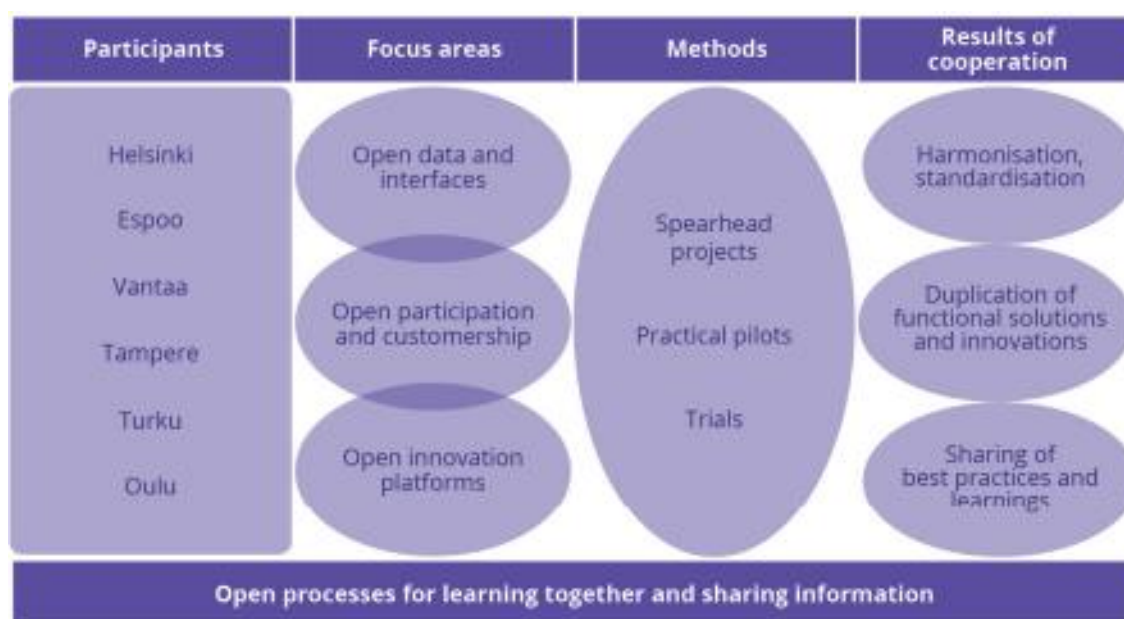 Participants
Focus areas
Methods
Results of
cooperation
Helsinki
Espoo
Vantaa
Tampere
Turku
Oulu
Open data and
interfaces
Open participation
and customership
Open innovation
platforms
Spearhead
projects
Practical pilots
Trials
Harmonisation,
standardisation
Duplication of
functional solutions
and innovations
Sharing of
best practices and
learnings
Open processes for learning together and sharing information